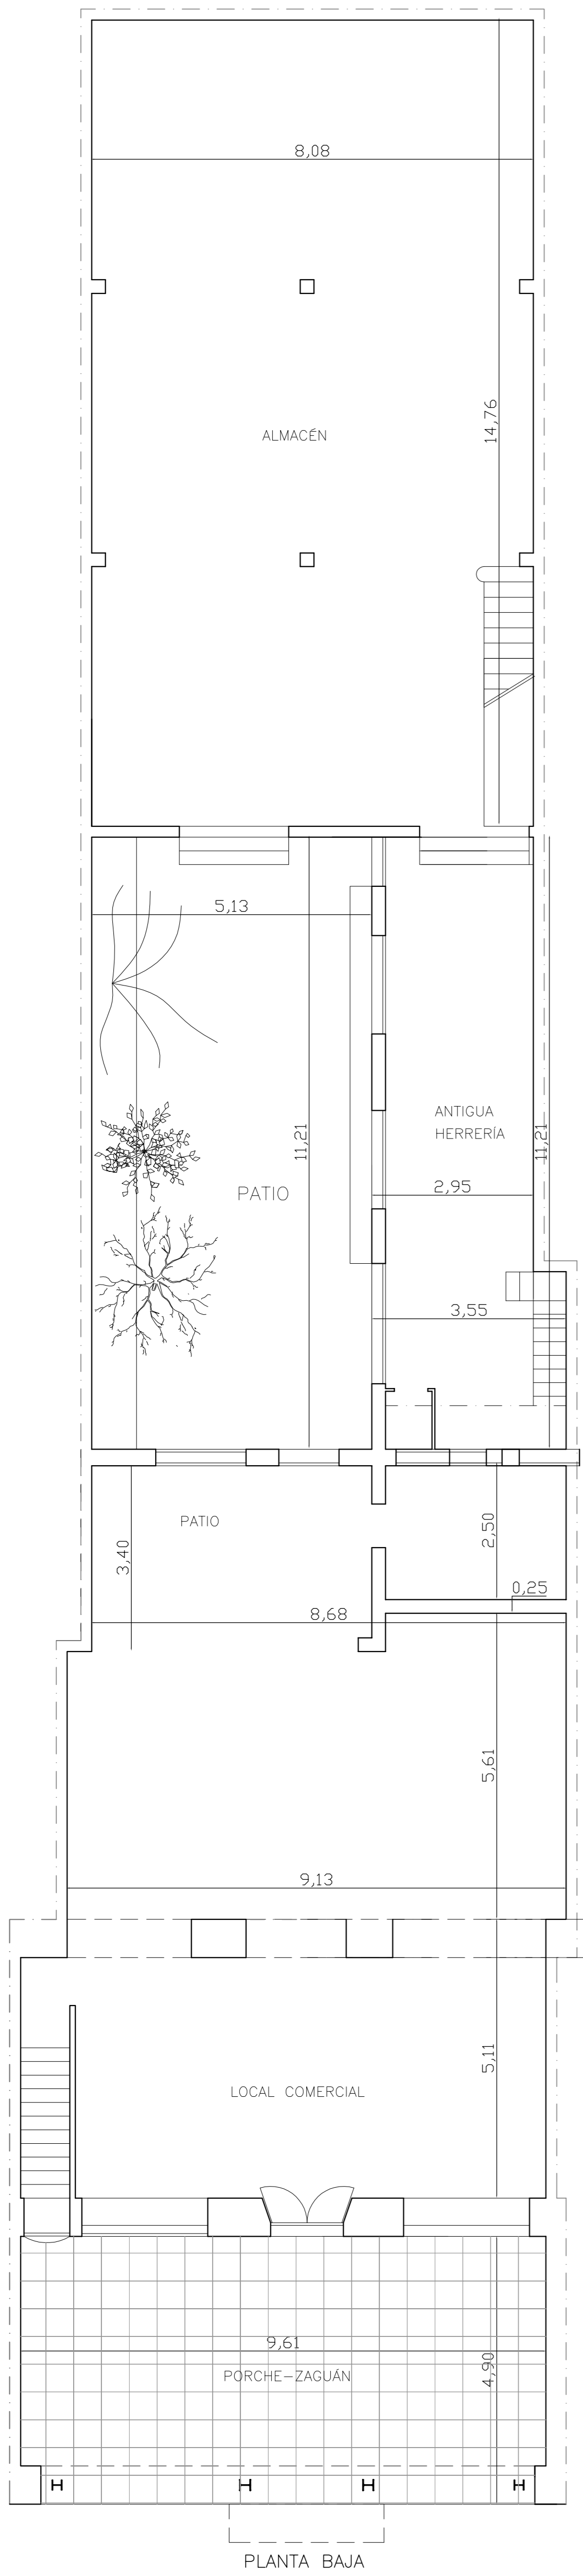 8,08
14,76
ALMACÉN
5,13
11,21
ANTIGUA
HERRERÍA
11,21
PATIO
2,95
3,55
PATIO
3,40
2,50
0,25
8,68
5,61
9,13
5,11
LOCAL COMERCIAL
9,61
PORCHE-ZAGUÁN
4,90
PLANTA BAJA